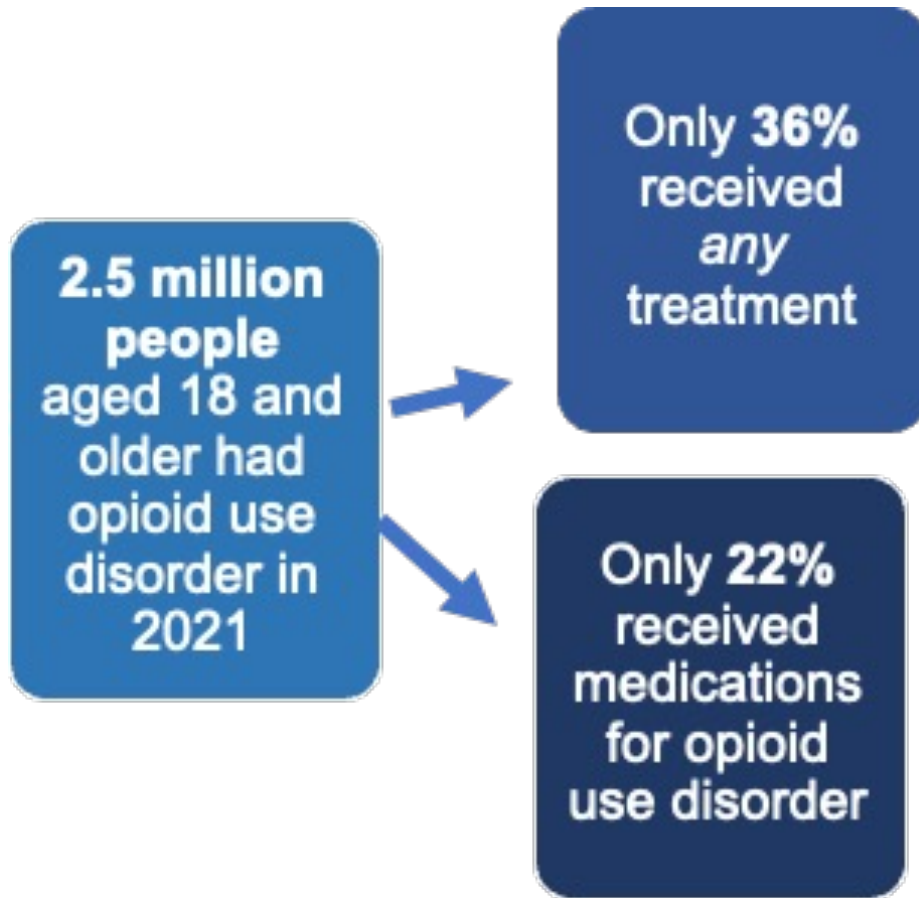 2.5 million
people
aged 18 and
older had
opioid use
disorder in
2021
Only 36%
received
any
treatment
Only 22%
received
medications
for opioid
use disorder